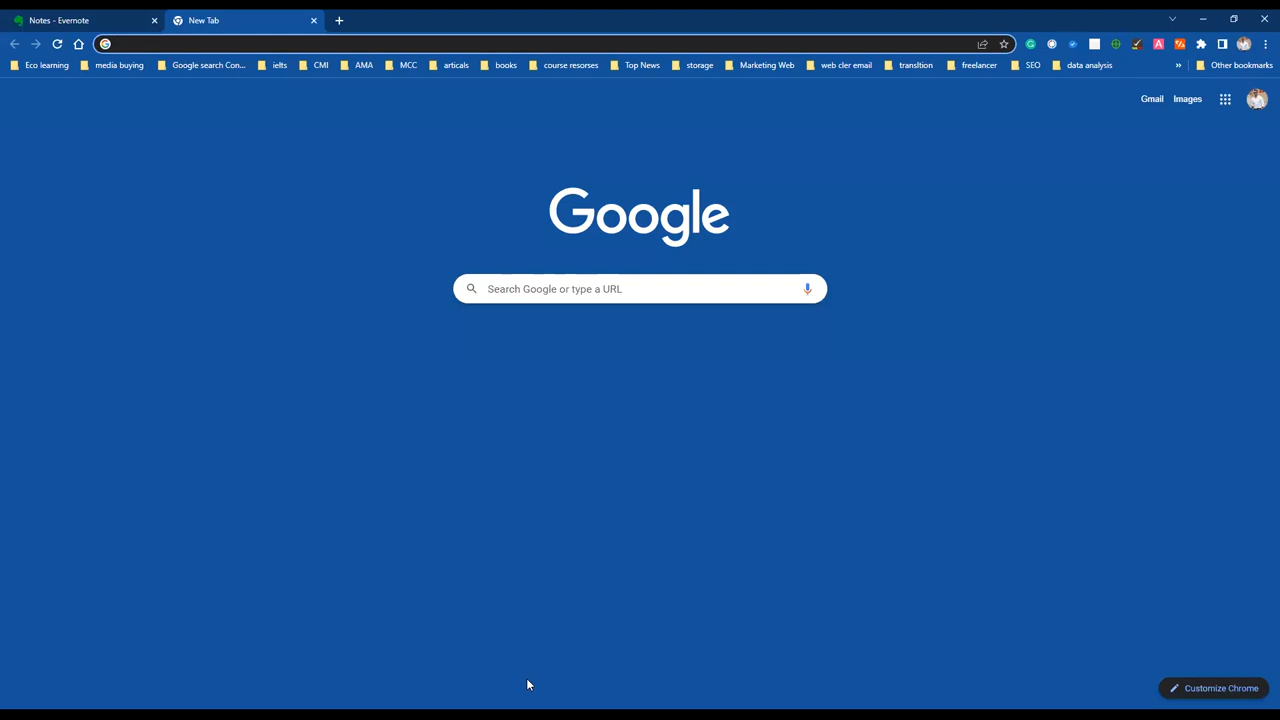 Notes - Evernote
New Tab
Eco learning
media buying
Google search Con...
ielts
CMI
AMA
MCC
articals
books
course resorses
Top News
storage
Marketing Web
web cler email
transltion
freelancer
SEO
data analysis
»
Other bookmarks
Gmail
Images
Google
Search Google or type a URL
Customize Chrome